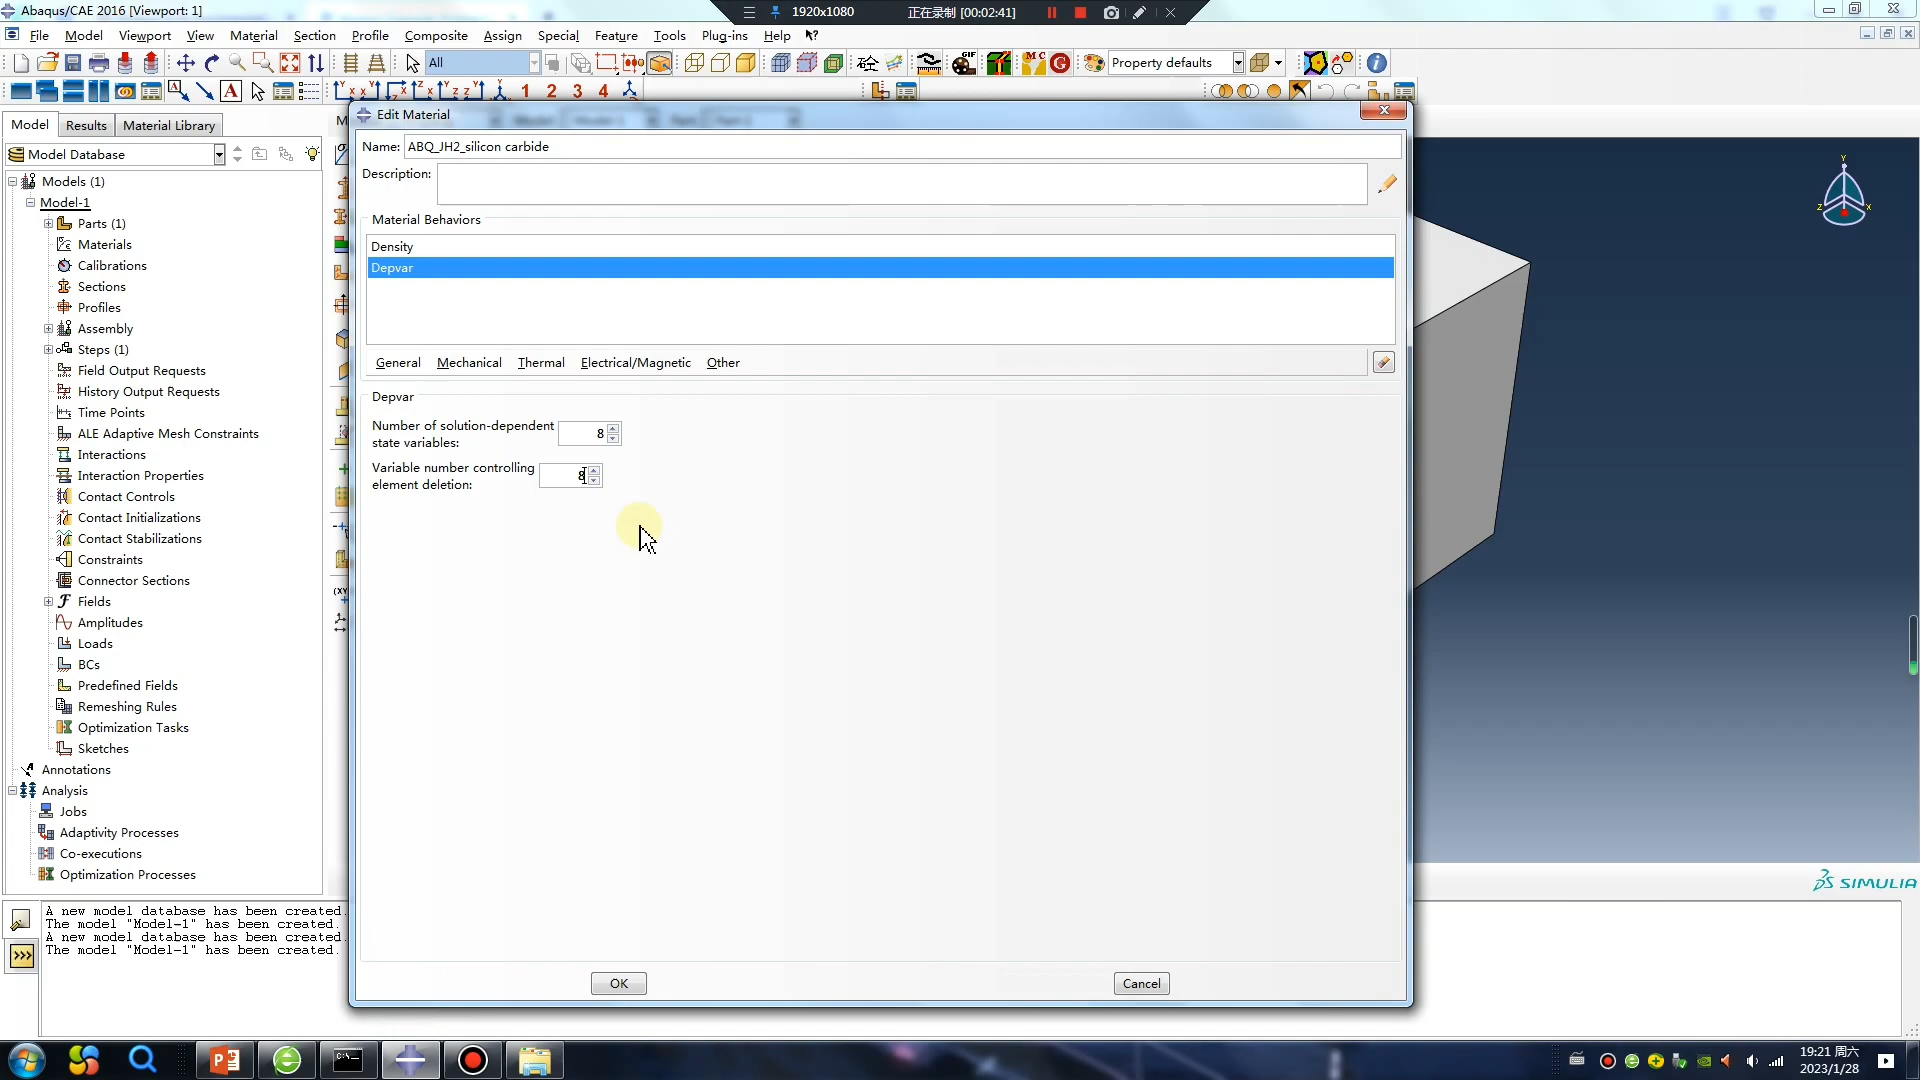 Abaqus/CAE 2016 [Viewport: 1]
1920x1080
正在录制 [00:02:41]
File Model Viewport View Material Section Profile Composite Assign Special Feature Tools Plug-ins Help
All
GIF
M C
G
Property defaults
1 2 3 4
Model Results Material Library
Model Database
Models (1)
Model-1
Parts (1)
Materials
Calibrations
Sections
Profiles
Assembly
Steps (1)
Field Output Requests
History Output Requests
Time Points
ALE Adaptive Mesh Constraints
Interactions
Interaction Properties
Contact Controls
Contact Initializations
Contact Stabilizations
Constraints
Connector Sections
Fields
Amplitudes
Loads
BCs
Predefined Fields
Remeshing Rules
Optimization Tasks
Sketches
Annotations
Analysis
Jobs
Adaptivity Processes
Co-executions
Optimization Processes
Edit Material
Name: ABQ_JH2_silicon carbide
Description:
Material Behaviors
Density
Depvar
General Mechanical Thermal Electrical/Magnetic Other
Depvar
Number of solution-dependent
state variables: 8
Variable number controlling
element deletion: 8
OK Cancel
Y
Z X
SIMULIA
A new model database has been created.
The model "Model-1" has been created.
A new model database has been created.
The model "Model-1" has been created.
19:21 周六
2023/1/28